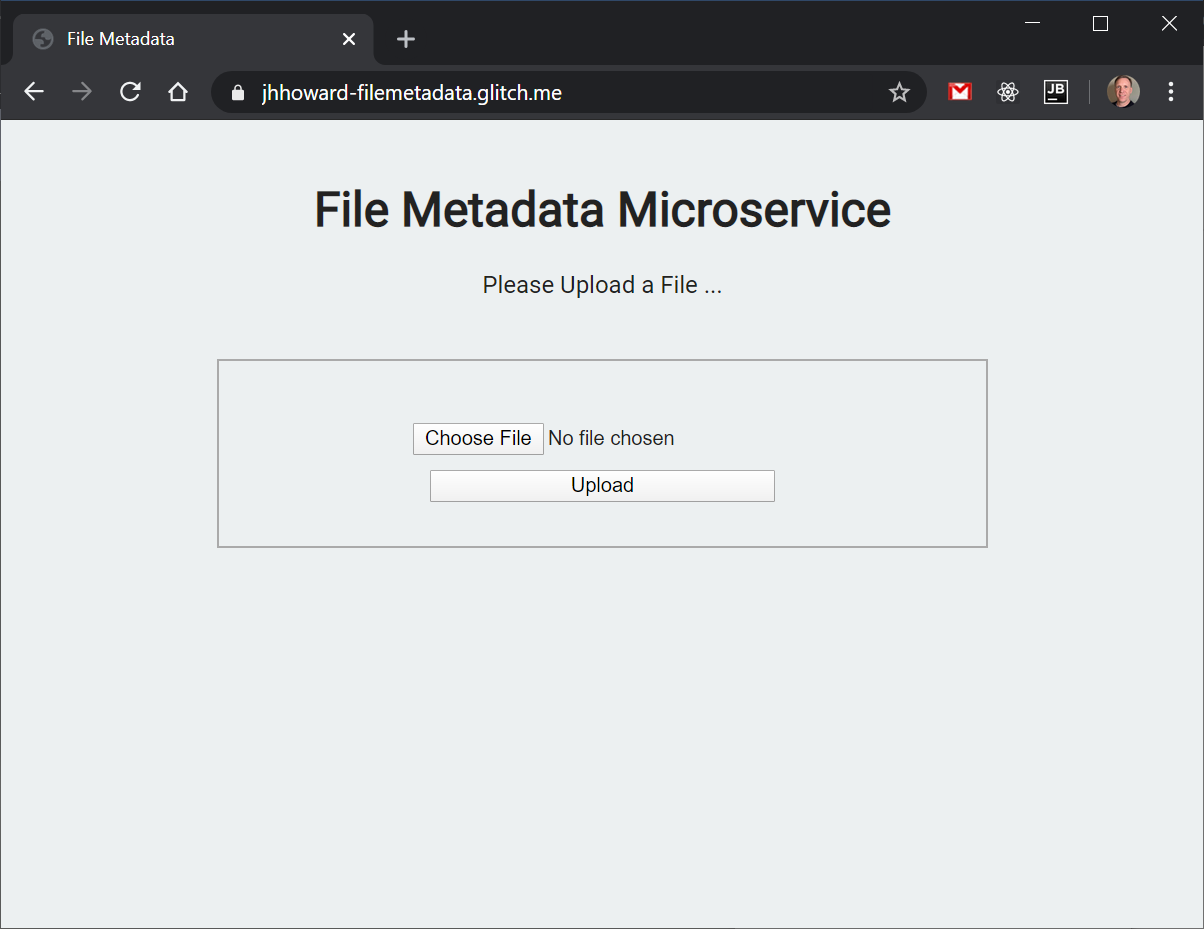 File Metadata
jhhoward-filemetadata.glitch.me
JB
File Metadata Microservice
Please Upload a File ...
Choose File No file chosen
Upload